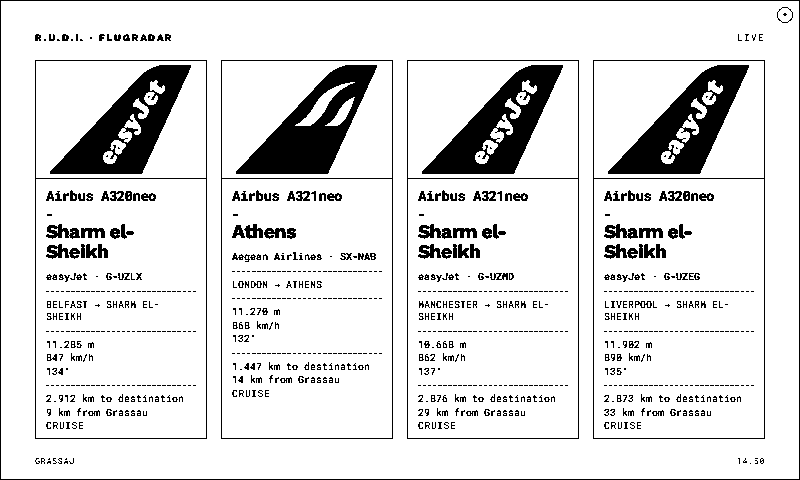 R.U.D.I. · FLUGRADAR
LIVE
easyJet
Airbus A320neo
-
Sharm el-
Sheikh
easyJet · G-UZLX
BELFAST → SHARM EL-
SHEIKH
11.285 m
847 km/h
134°
2.912 km to destination
9 km from Grassau
CRUISE
Airbus A321neo
-
Athens
Aegean Airlines · SX-NAB
LONDON → ATHENS
11.270 m
868 km/h
132°
1.447 km to destination
14 km from Grassau
CRUISE
easyJet
Airbus A321neo
-
Sharm el-
Sheikh
easyJet · G-UZMD
MANCHESTER → SHARM EL-
SHEIKH
10.668 m
862 km/h
137°
2.876 km to destination
29 km from Grassau
CRUISE
easyJet
Airbus A320neo
-
Sharm el-
Sheikh
easyJet · G-UZEG
LIVERPOOL → SHARM EL-
SHEIKH
11.902 m
890 km/h
135°
2.873 km to destination
33 km from Grassau
CRUISE
GRASSAU
14.50